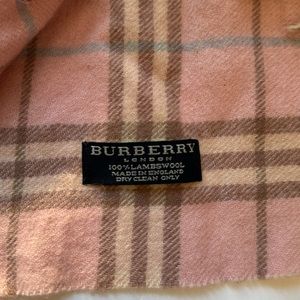 BURBERRY
LONDON
100% LAMBSWOOL
MADE IN ENGLAND
DRY CLEAN ONLY